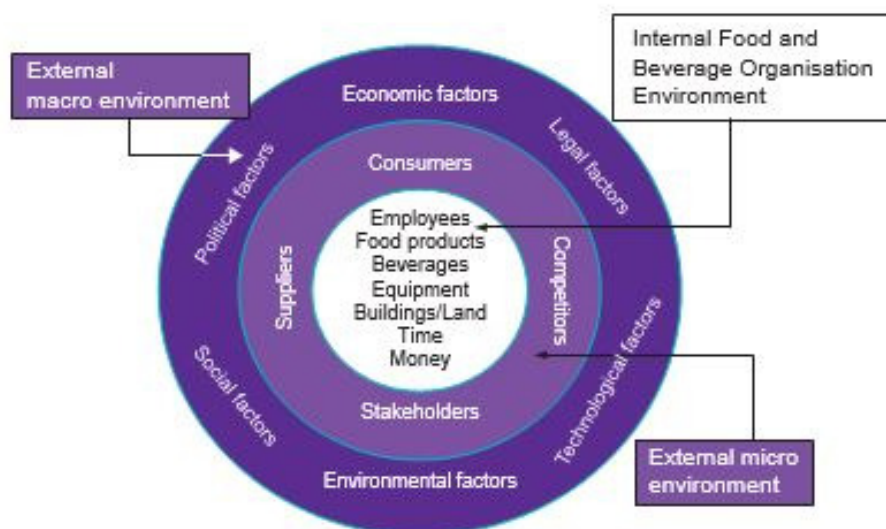 External
macro environment
Internal Food and
Beverage Organisation
Environment
Economic factors
Legal factors
Political factors
Consumers
Suppliers
Competitors
Employees
Food products
Beverages
Equipment
Buildings/Land
Time
Money
Stakeholders
Social factors
Technological factors
Environmental factors
External micro
environment